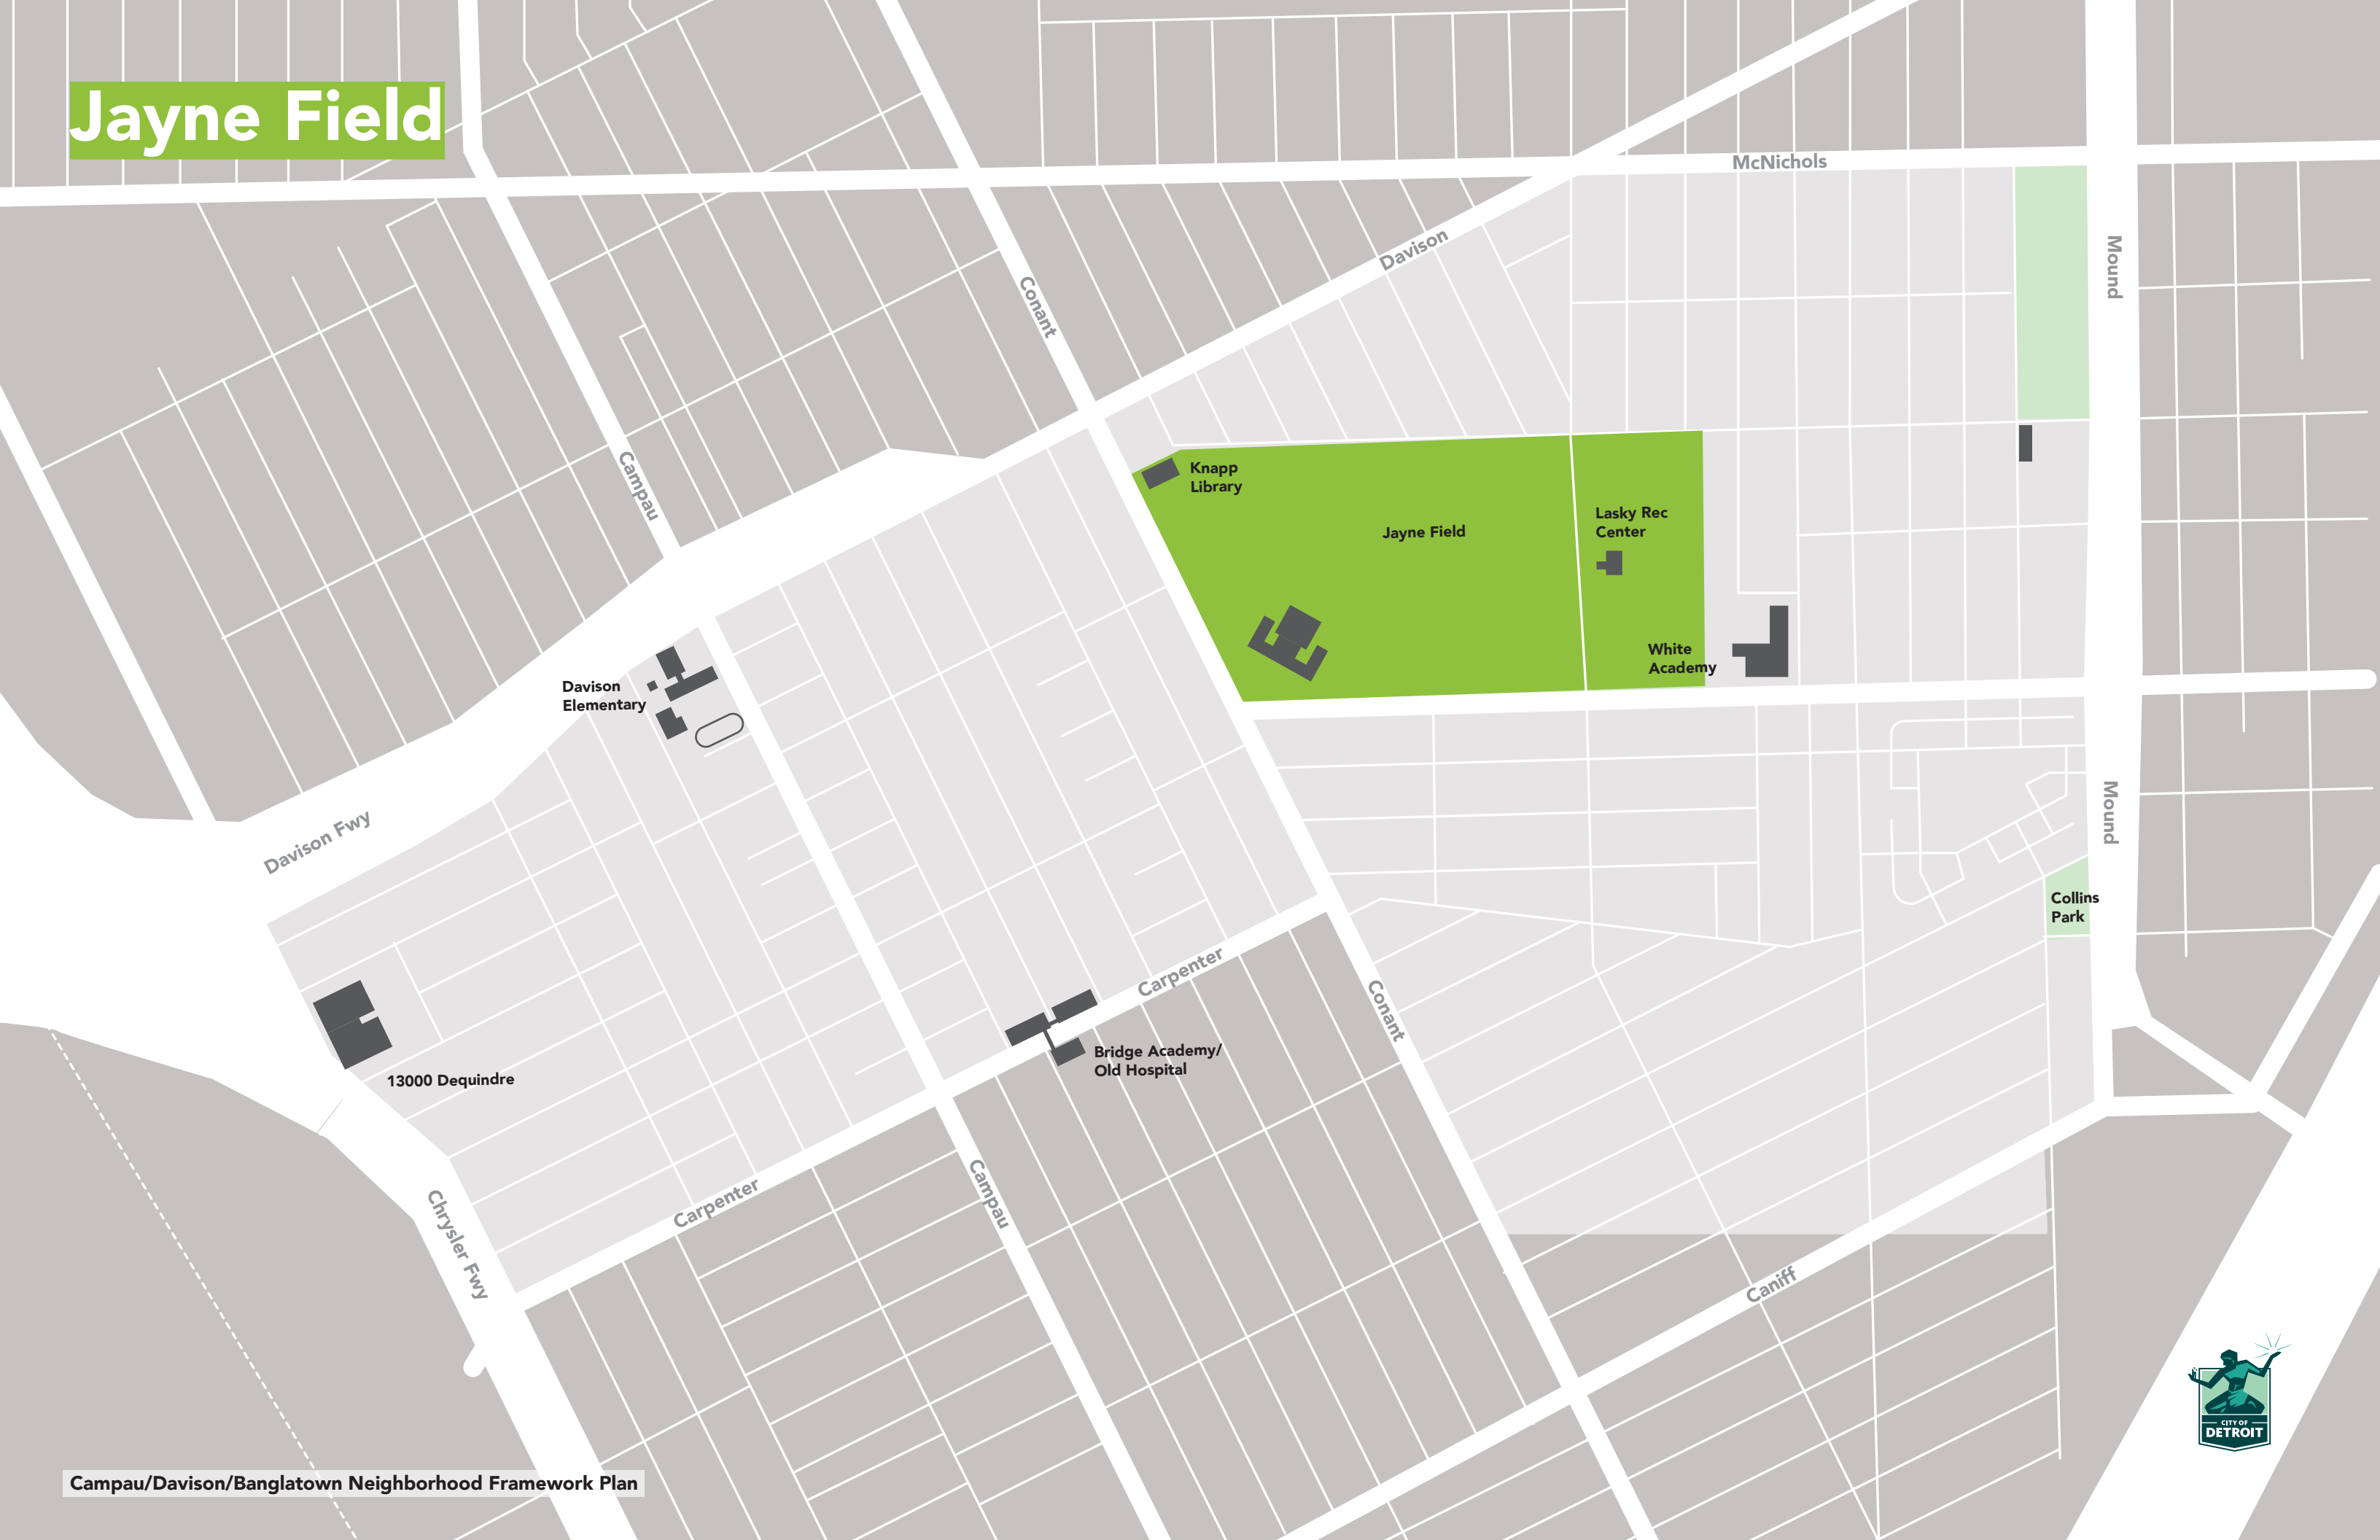 Jayne Field
McNichols
Davison
Mound
Conant
Campau
Knapp
Library
Jayne Field
Lasky Rec
Center
White
Academy
Davison
Elementary
Davison Fwy
Mound
Collins
Park
Carpenter
Conant
Bridge Academy/
Old Hospital
13000 Dequindre
Chrysler Fwy
Carpenter
Campau
Caniff
CITY OF
DETROIT
Campau/Davison/Banglatown Neighborhood Framework Plan